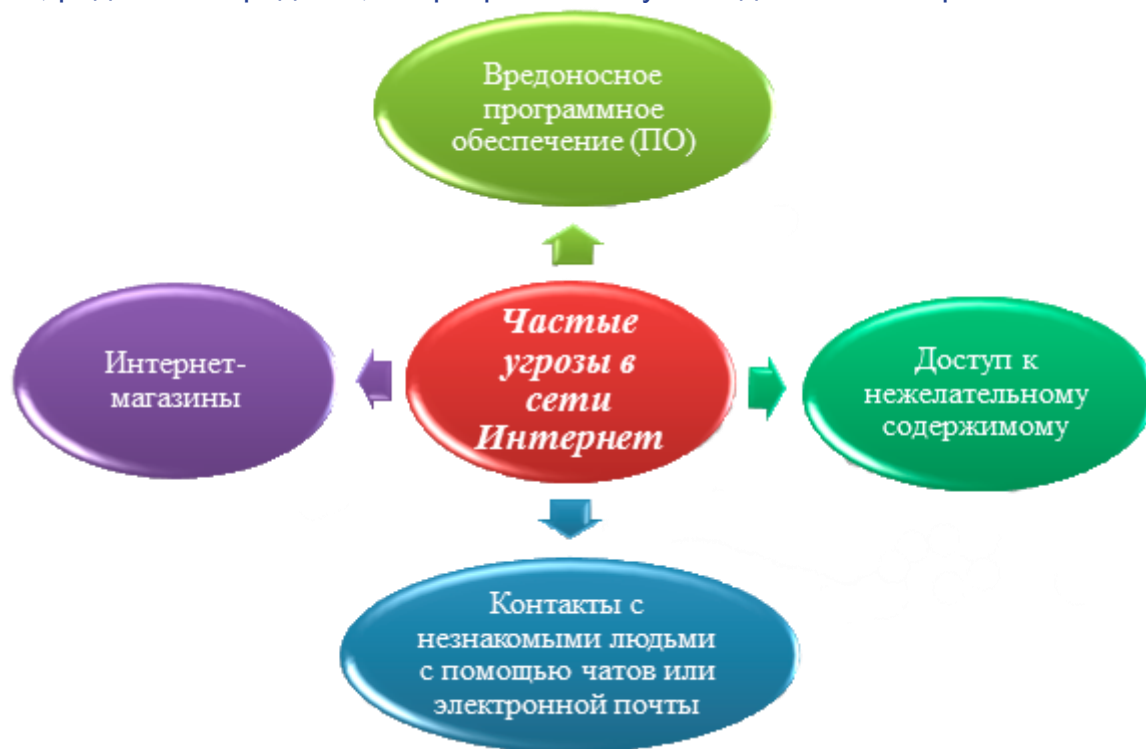 Вредоносное
программное
обеспечение (ПО)
Интернет-
магазины
Частые
угрозы в
сети
Интернет
Доступ к
нежелательному
содержимому
Контакты с
незнакомыми людьми
с помощью чатов или
электронной почты